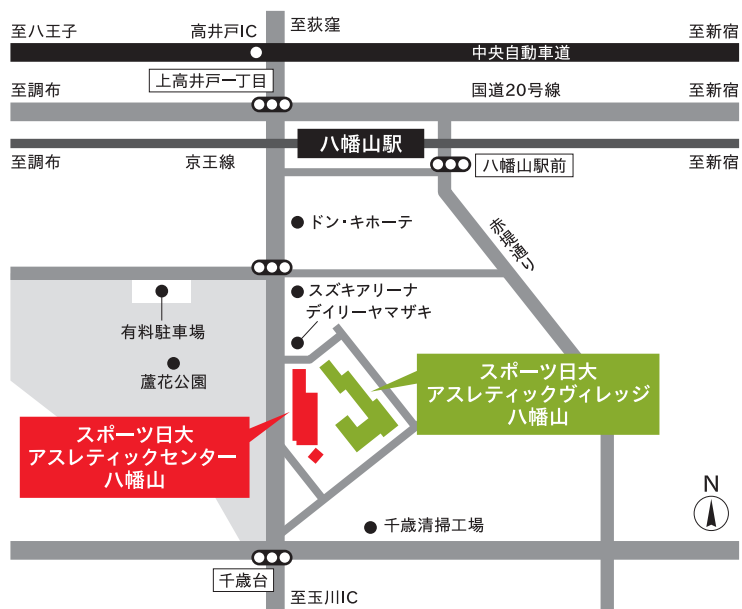 至八王子
高井戸IC
至荻窪
至新宿
中央自動車道
上高井戸一丁目
至調布
国道20号線
至新宿
八幡山駅
至調布
京王線
八幡山駅前
至新宿
ドン・キホーテ
赤堤通り
スズキアリーナ
デイリーヤマザキ
有料駐車場
蘆花公園
スポーツ日大
アスレティックヴィレッジ
八幡山
スポーツ日大
アスレティックセンター
八幡山
N
千歳清掃工場
千歳台
至玉川IC